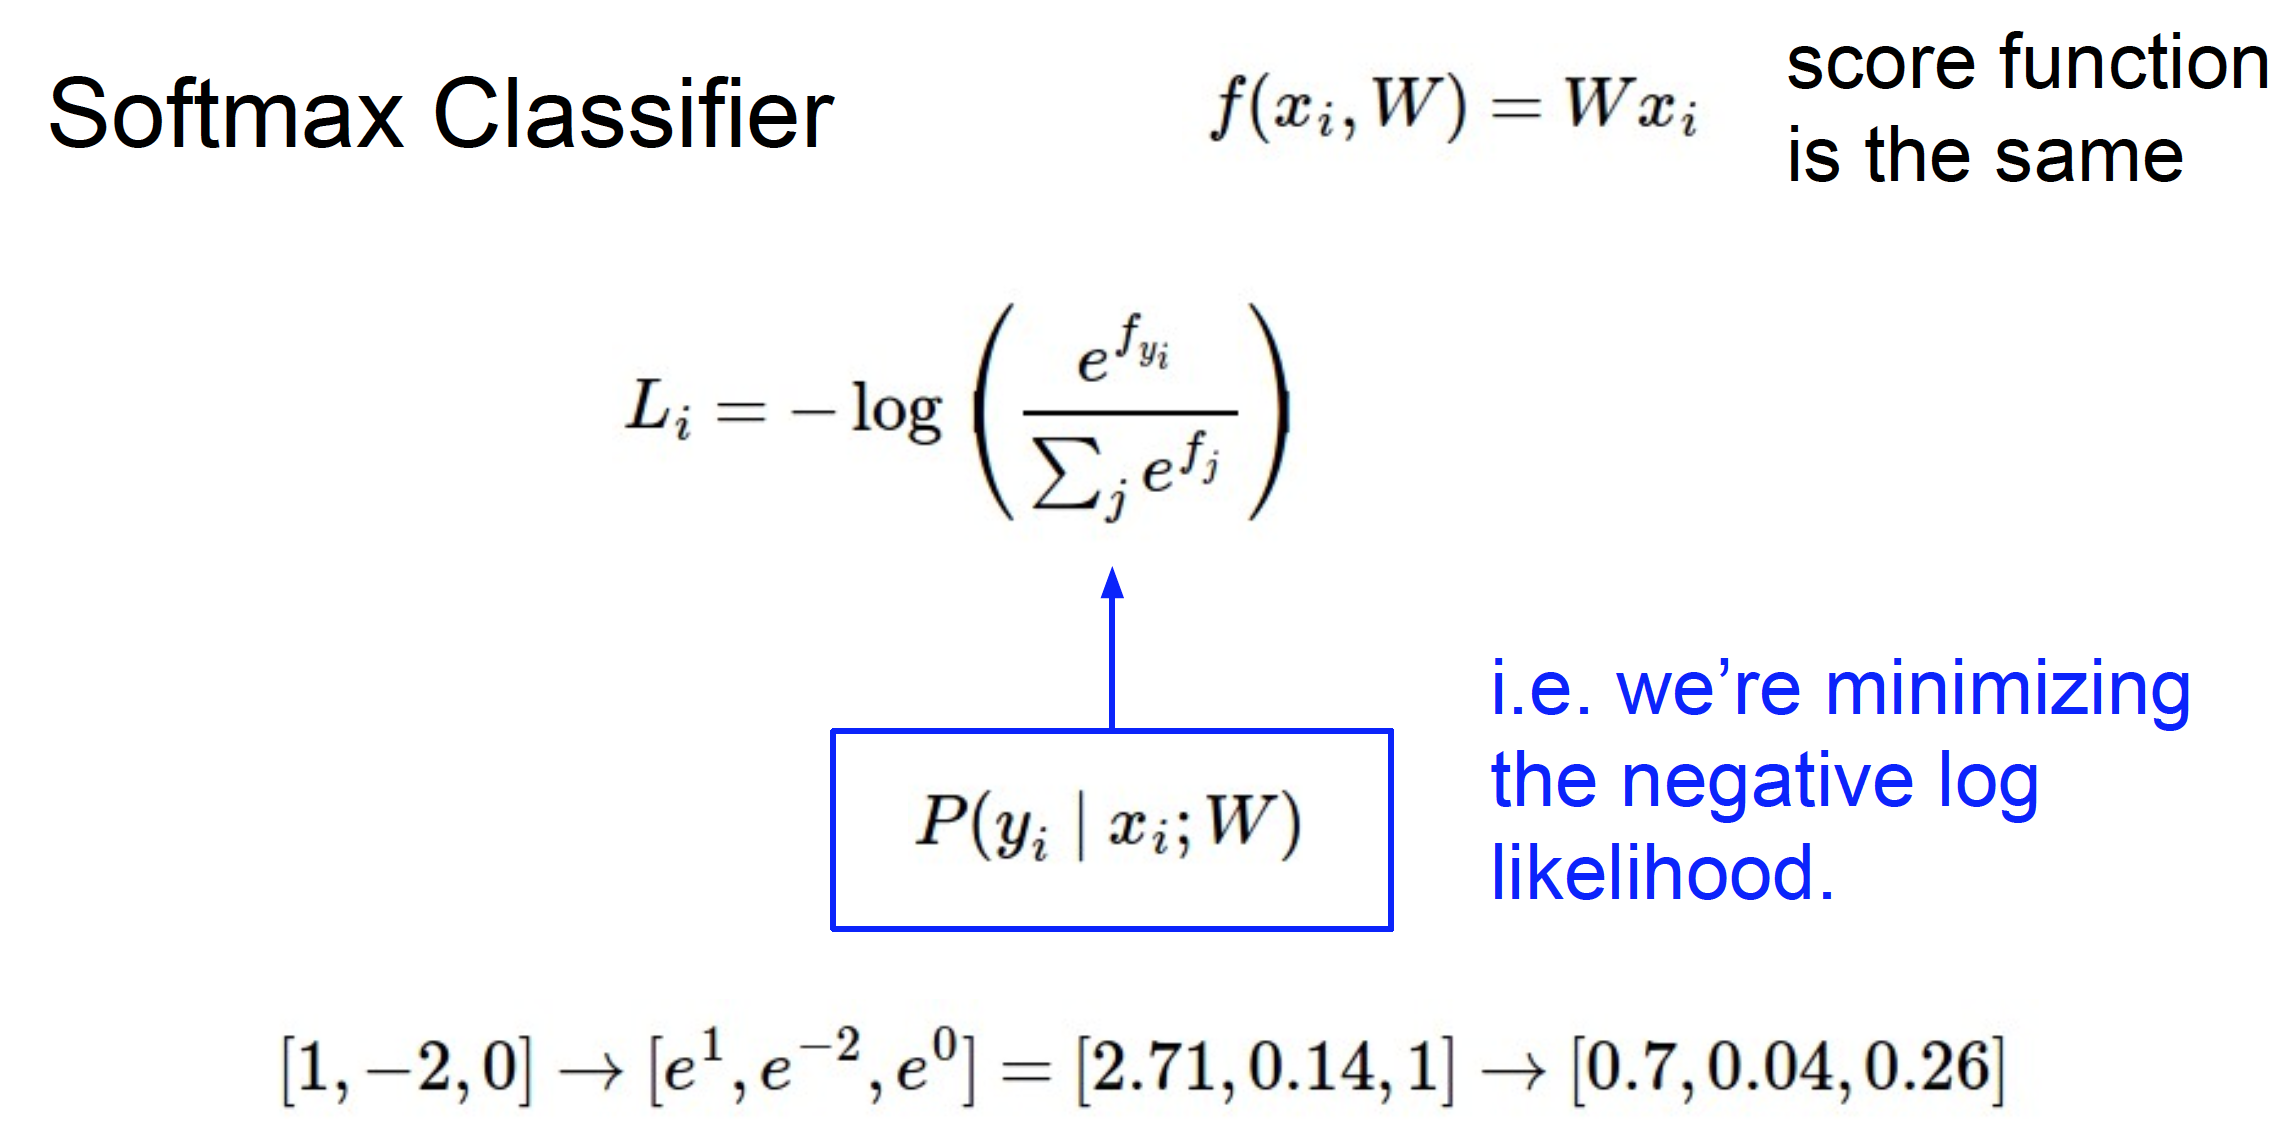 Softmax Classifier
f(x_i, W) = Wx_i
score function
is the same
L_i = − log ( e^{f_{y_i}} / ∑_j e^{f_j} )
P(y_i | x_i; W)
i.e. we’re minimizing
the negative log
likelihood.
[1, −2, 0] → [e^1, e^{−2}, e^0] = [2.71, 0.14, 1] → [0.7, 0.04, 0.26]